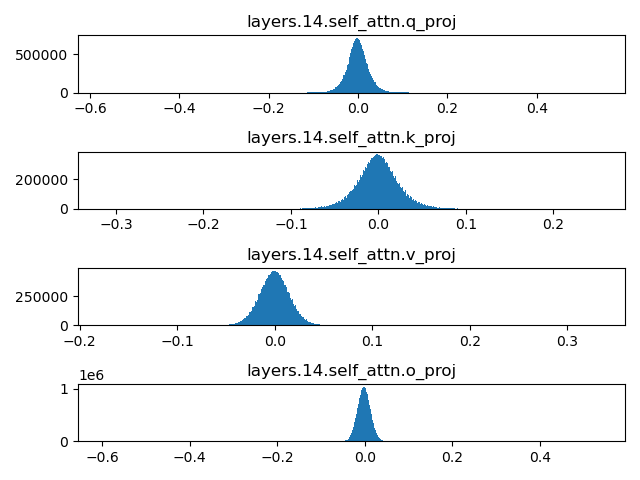 layers.14.self_attn.q_proj
500000
0
−0.6 −0.4 −0.2 0.0 0.2 0.4
layers.14.self_attn.k_proj
200000
0
−0.3 −0.2 −0.1 0.0 0.1 0.2
layers.14.self_attn.v_proj
250000
0
−0.2 −0.1 0.0 0.1 0.2 0.3
1e6
layers.14.self_attn.o_proj
1
0
−0.6 −0.4 −0.2 0.0 0.2 0.4